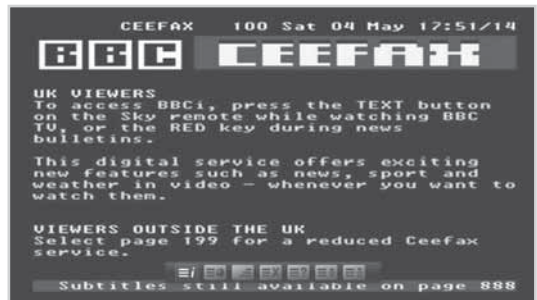 CEEFAX 100 Sat 04 May 17:51/14
BBC CEEFAX
UK VIEWERS
To access BBCi, press the TEXT button
on the Sky remote while watching BBC
TV, or the RED key during news
bulletins.
This digital service offers exciting
new features such as news, sport and
weather in video – whenever you want to
watch them.
VIEWERS OUTSIDE THE UK
Select page 199 for a reduced Ceefax
service.
Subtitles still available on page 888